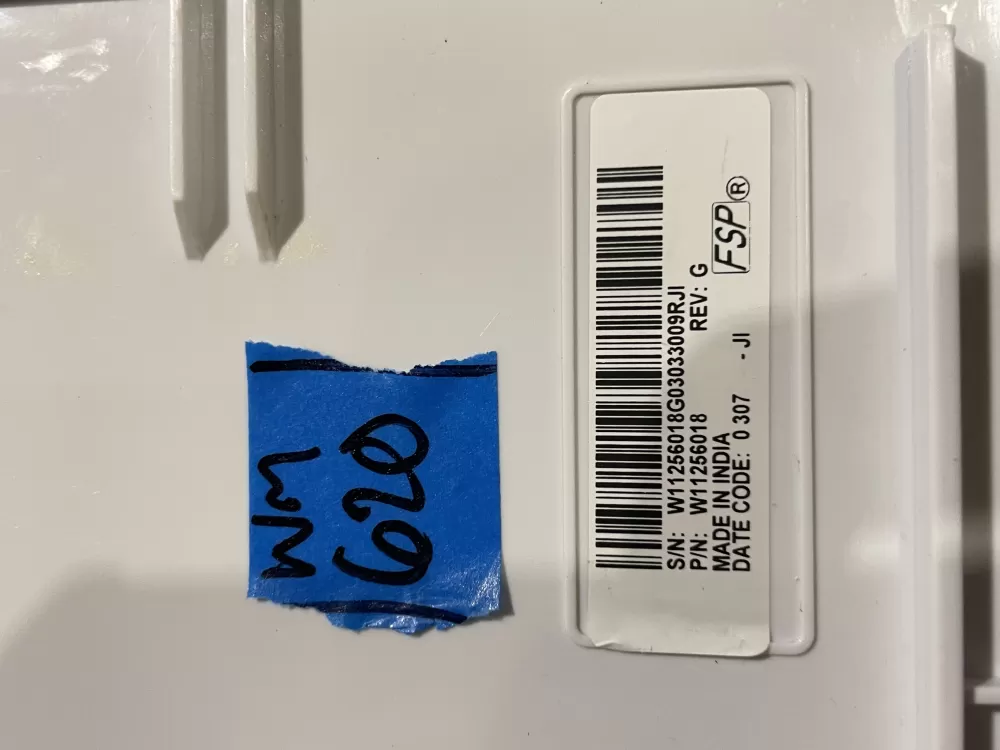 WM
620
S/N: W11256018G03033009RJI
P/N: W11256018 REV: G
MADE IN INDIA
DATE CODE: 0 307 - JI
FSP®